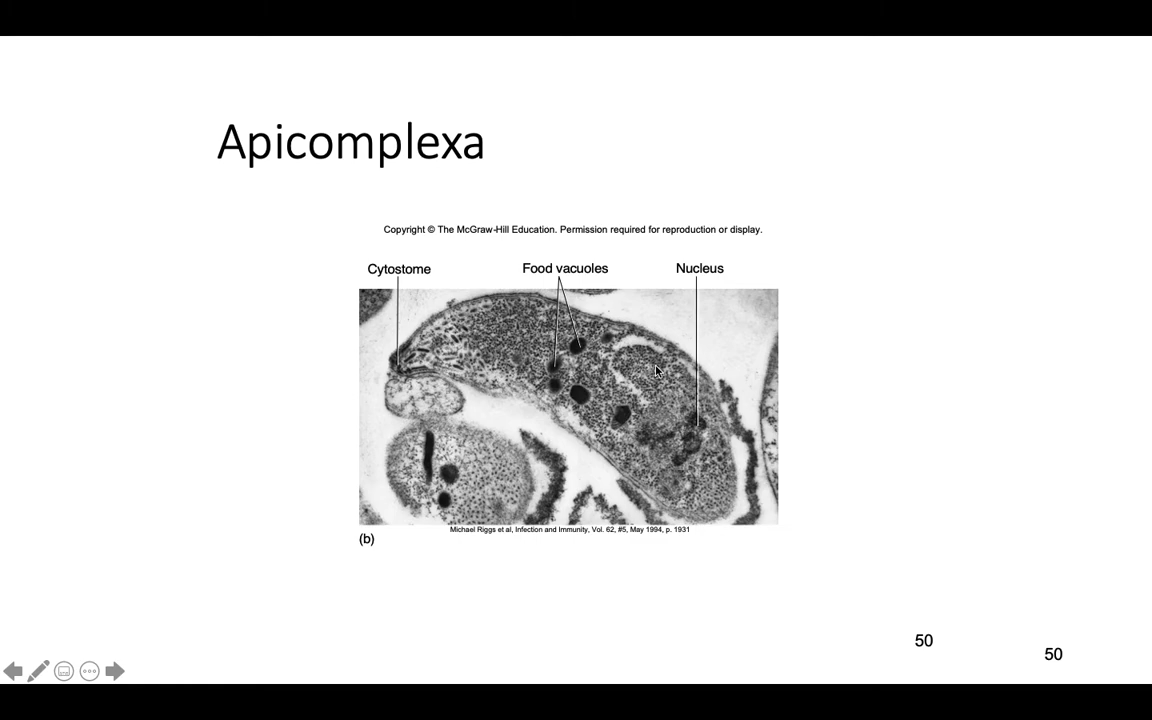 Apicomplexa
Copyright © The McGraw-Hill Education. Permission required for reproduction or display.
Cytostome Food vacuoles Nucleus
Michael Riggs et al, Infection and Immunity, Vol. 62, #5, May 1994, p. 1931
(b)
50
50